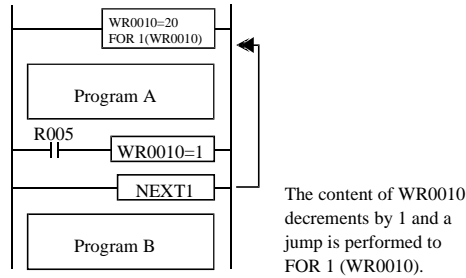 WR0010=20
FOR 1(WR0010)
Program A
R005
WR0010=1
NEXT1
The content of WR0010
decrements by 1 and a
jump is performed to
FOR 1 (WR0010).
Program B